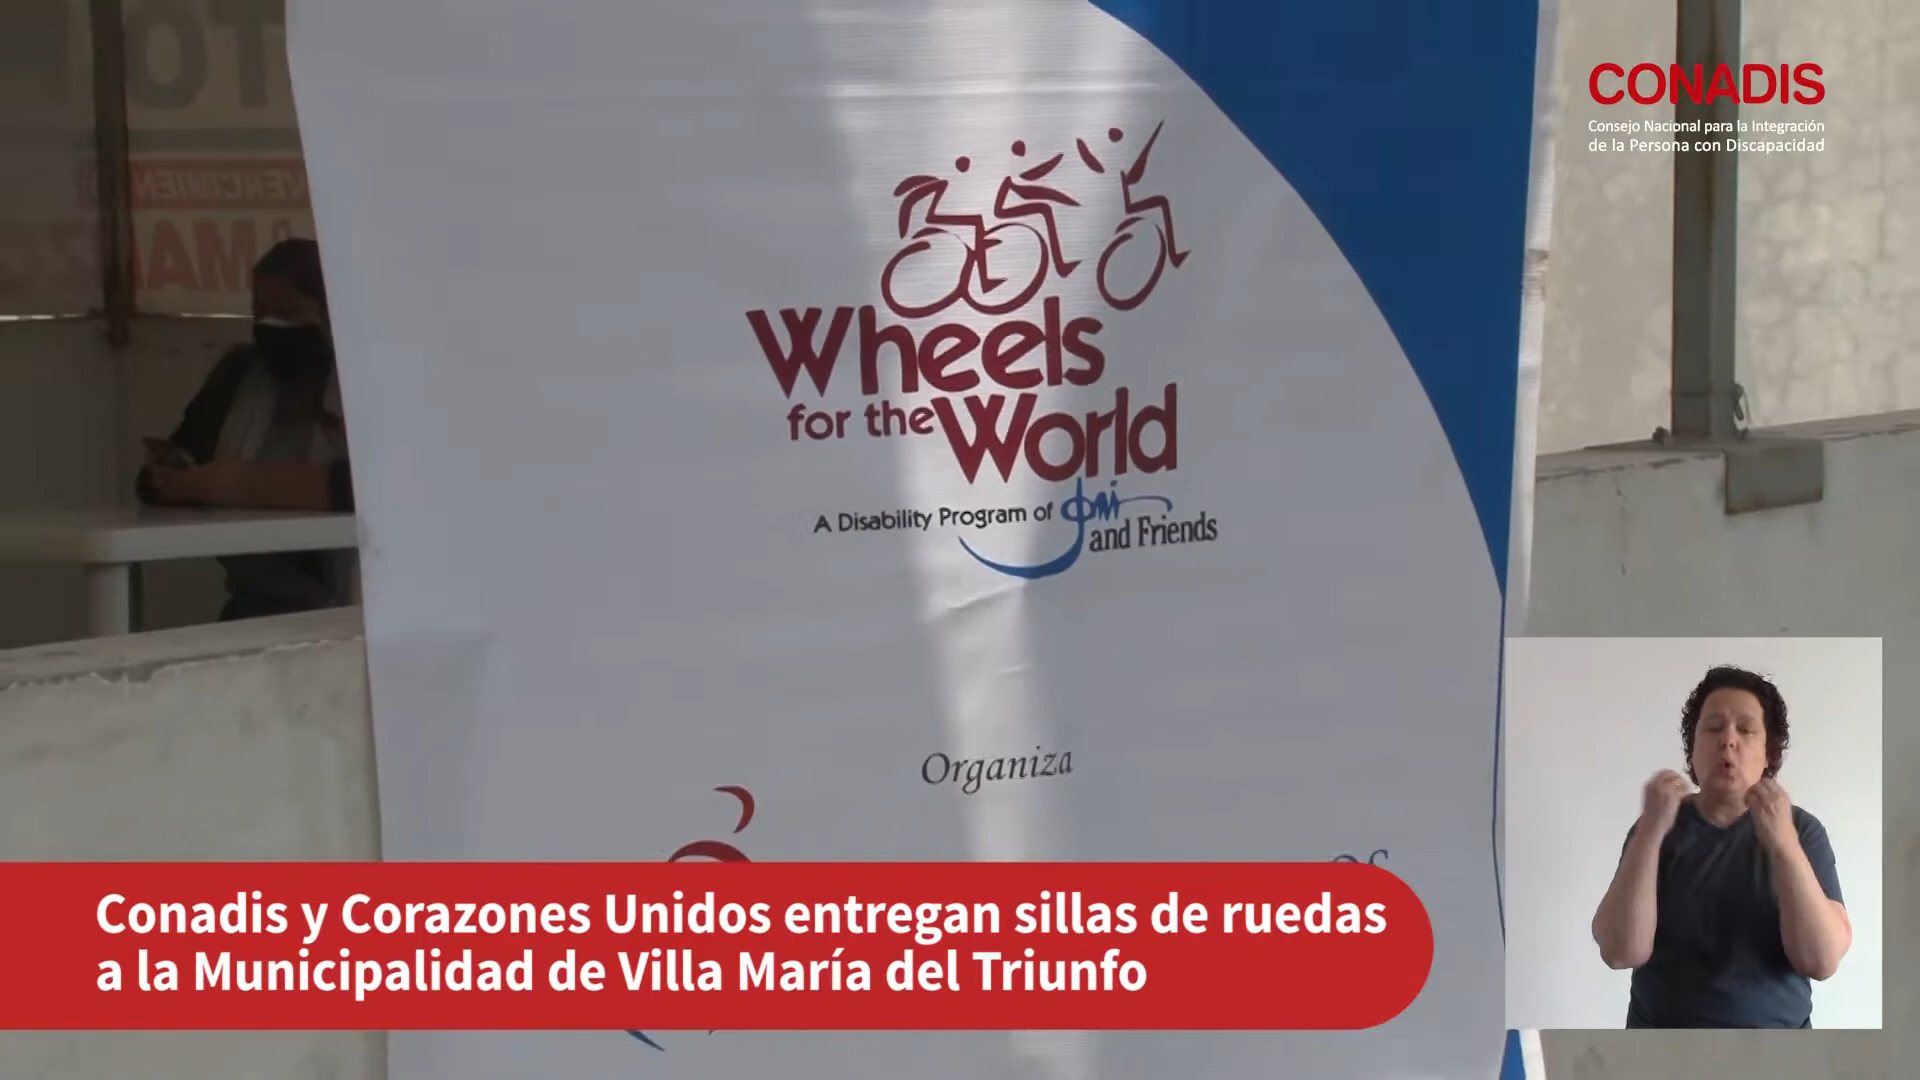 CONADIS
Consejo Nacional para la Integración
de la Persona con Discapacidad
Wheels
for the World
A Disability Program of Joni
and Friends
Organiza
Conadis y Corazones Unidos entregan sillas de ruedas
a la Municipalidad de Villa María del Triunfo